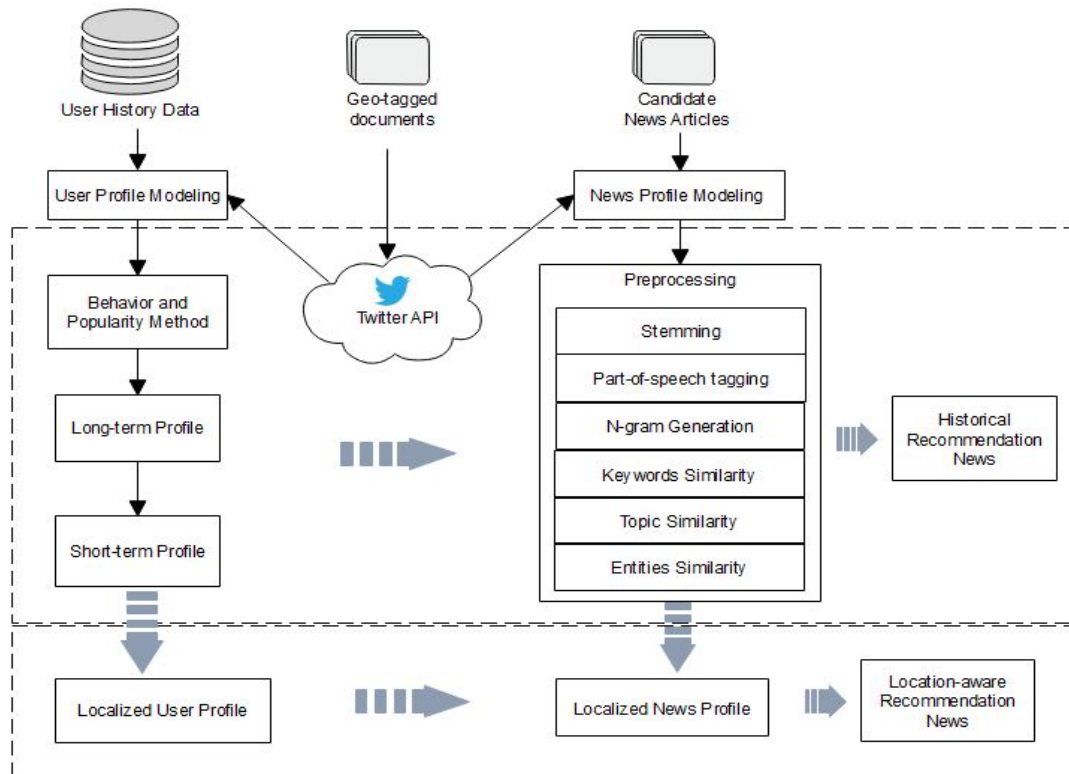 User History Data
Geo-tagged
documents
Candidate
News Articles
User Profile Modeling
News Profile Modeling
Twitter API
Behavior and
Popularity Method
Long-term Profile
Short-term Profile
Preprocessing
Stemming
Part-of-speech tagging
N-gram Generation
Keywords Similarity
Topic Similarity
Entities Similarity
Historical
Recommendation
News
Localized User Profile
Localized News Profile
Location-aware
Recommendation
News